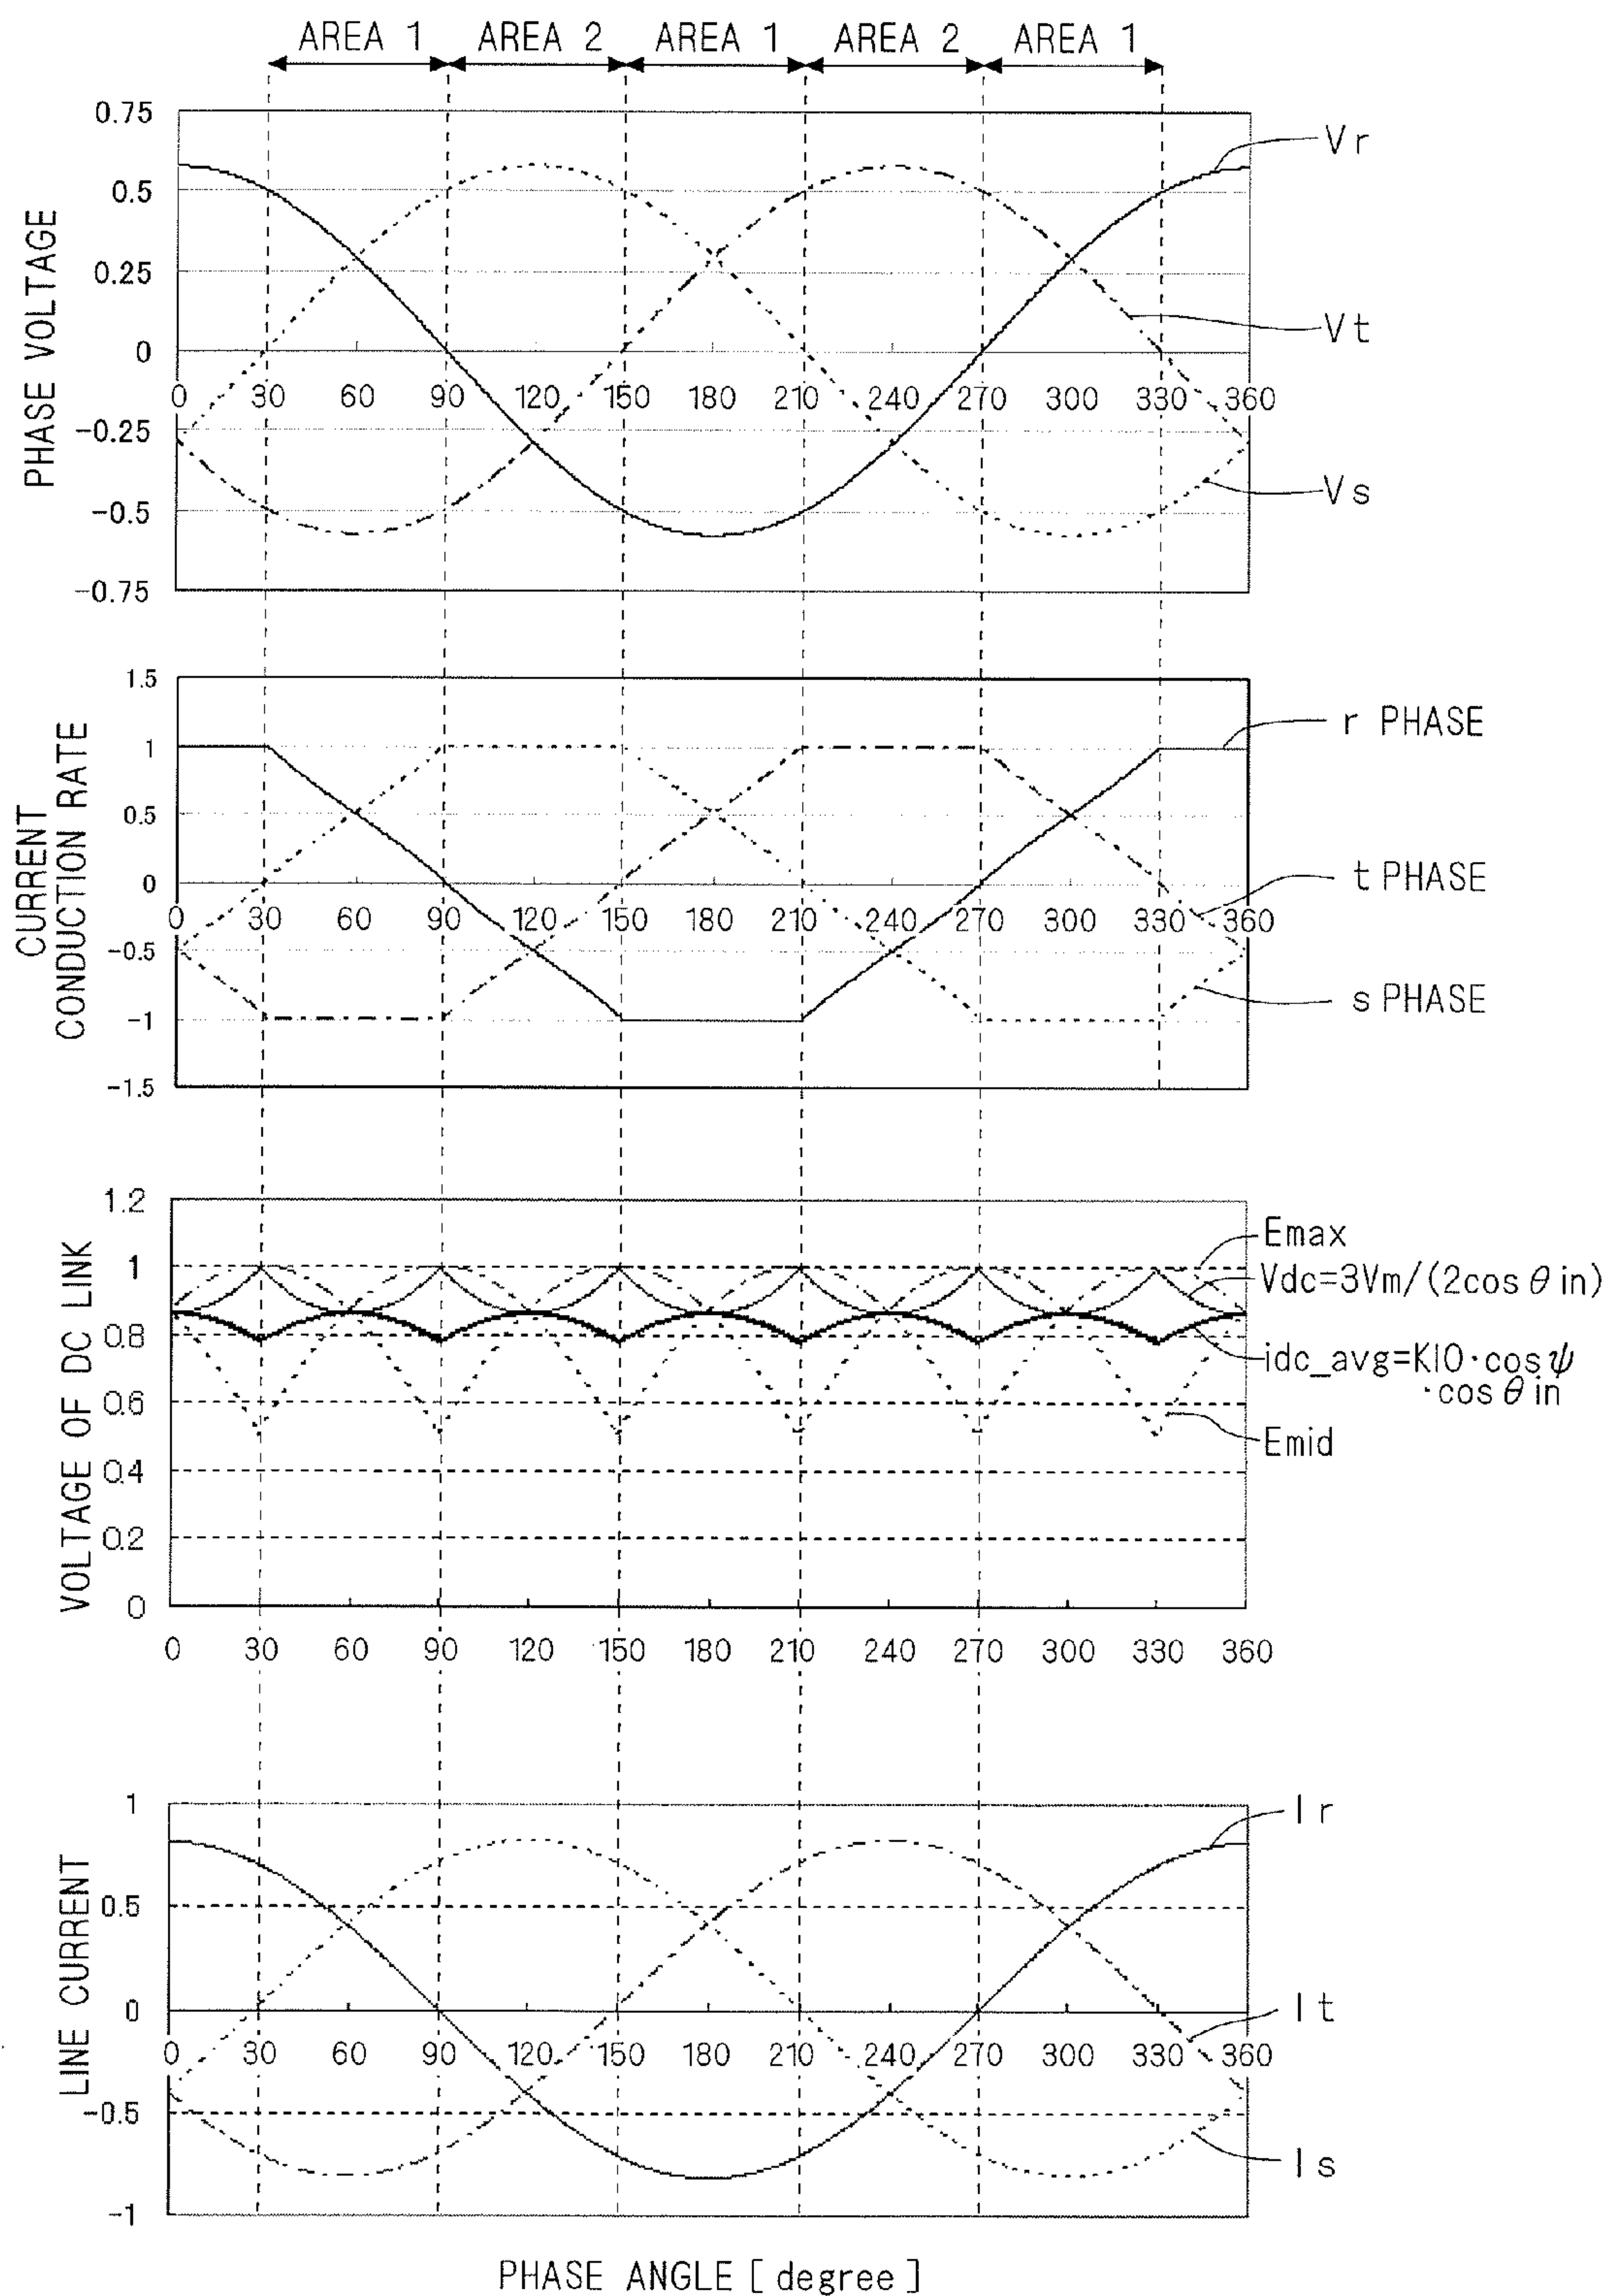 AREA 1 AREA 2 AREA 1 AREA 2 AREA 1
PHASE VOLTAGE
0.75
0.5
0.25
0
-0.25
-0.5
-0.75
0 30 60 90 120 150 180 210 240 270 300 330 360
Vr
Vt
Vs
CURRENT
CONDUCTION RATE
1.5
1
0.5
0
-0.5
-1
-1.5
0 30 60 90 120 150 180 210 240 270 300 330 360
r PHASE
t PHASE
s PHASE
VOLTAGE OF DC LINK
1.2
1
0.8
0.6
0.4
0.2
0
0 30 60 90 120 150 180 210 240 270 300 330 360
Emax
Vdc=3Vm/(2cos θ in)
idc_avg=KIO·cos ψ
·cos θ in
Emid
LINE CURRENT
1
0.5
0
-0.5
-1
0 30 60 90 120 150 180 210 240 270 300 330 360
Ir
It
Is
PHASE ANGLE [degree]